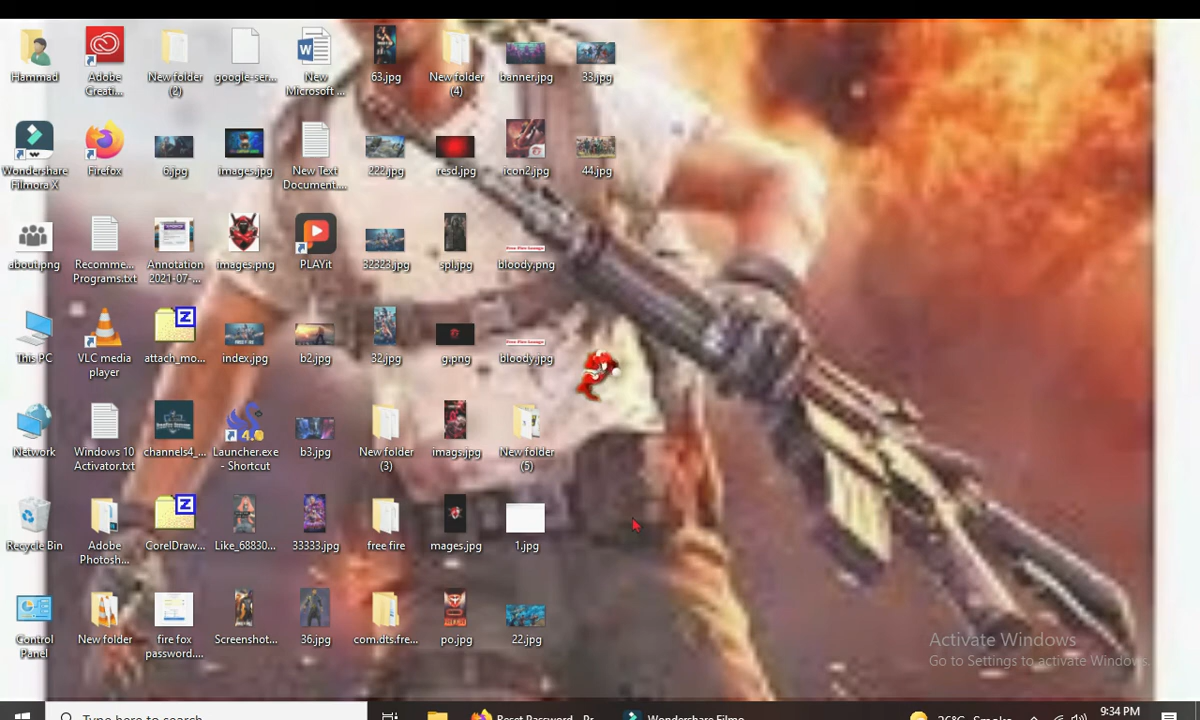 Hammad
Adobe
Creati...
New folder
(2)
google-ser...
New
Microsoft ...
63.jpg
New folder
(4)
banner.jpg
33.jpg
Wondershare
Filmora X
Firefox
6.jpg
images.jpg
New Text
Document....
222.jpg
resd.jpg
icon2.jpg
44.jpg
about.png
Recomme...
Programs.txt
Annotation
2021-07-...
images.png
PLAYit
32323.jpg
spl.jpg
bloody.png
This PC
VLC media
player
attach_mo...
index.jpg
b2.jpg
32.jpg
g.png
bloody.jpg
Network
Windows 10
Activator.txt
channels4_...
Launcher.exe
- Shortcut
b3.jpg
New folder
(3)
imags.jpg
New folder
(5)
Recycle Bin
Adobe
Photosh...
CorelDraw...
Like_68830...
33333.jpg
free fire
mages.jpg
1.jpg
Control
Panel
New folder
fire fox
password....
Screenshot...
36.jpg
com.dts.fre...
po.jpg
22.jpg
Activate Windows
Go to Settings to activate Windows.
Type here to search
Reset Password - Pr
Wondershare Filmo
26°C Smoke
9:34 PM